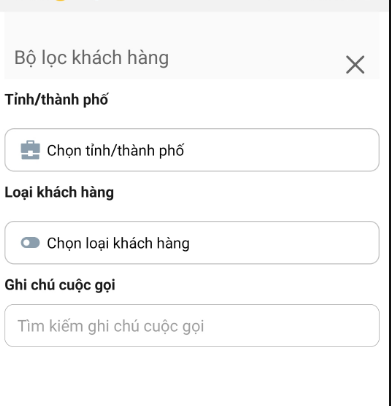 Bộ lọc khách hàng
Tỉnh/thành phố
Chọn tỉnh/thành phố
Loại khách hàng
Chọn loại khách hàng
Ghi chú cuộc gọi
Tìm kiếm ghi chú cuộc gọi